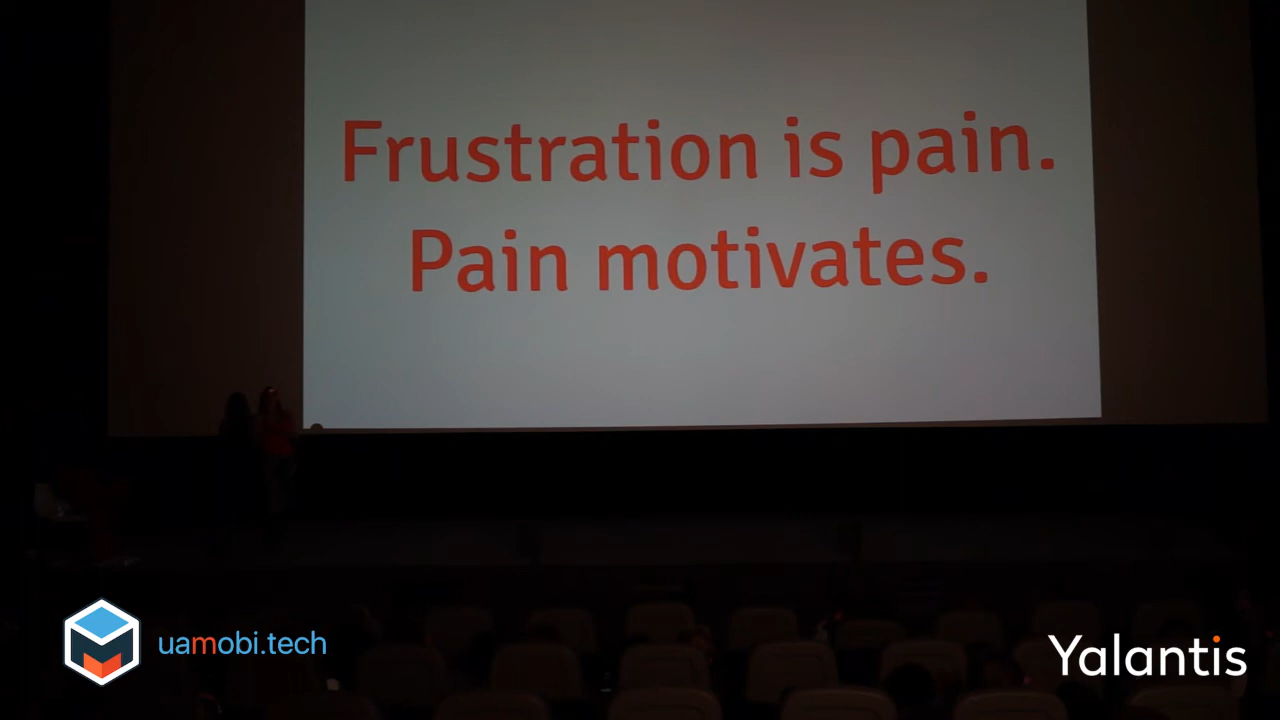 Frustration is pain.
Pain motivates.
uamobi.tech
Yalantis